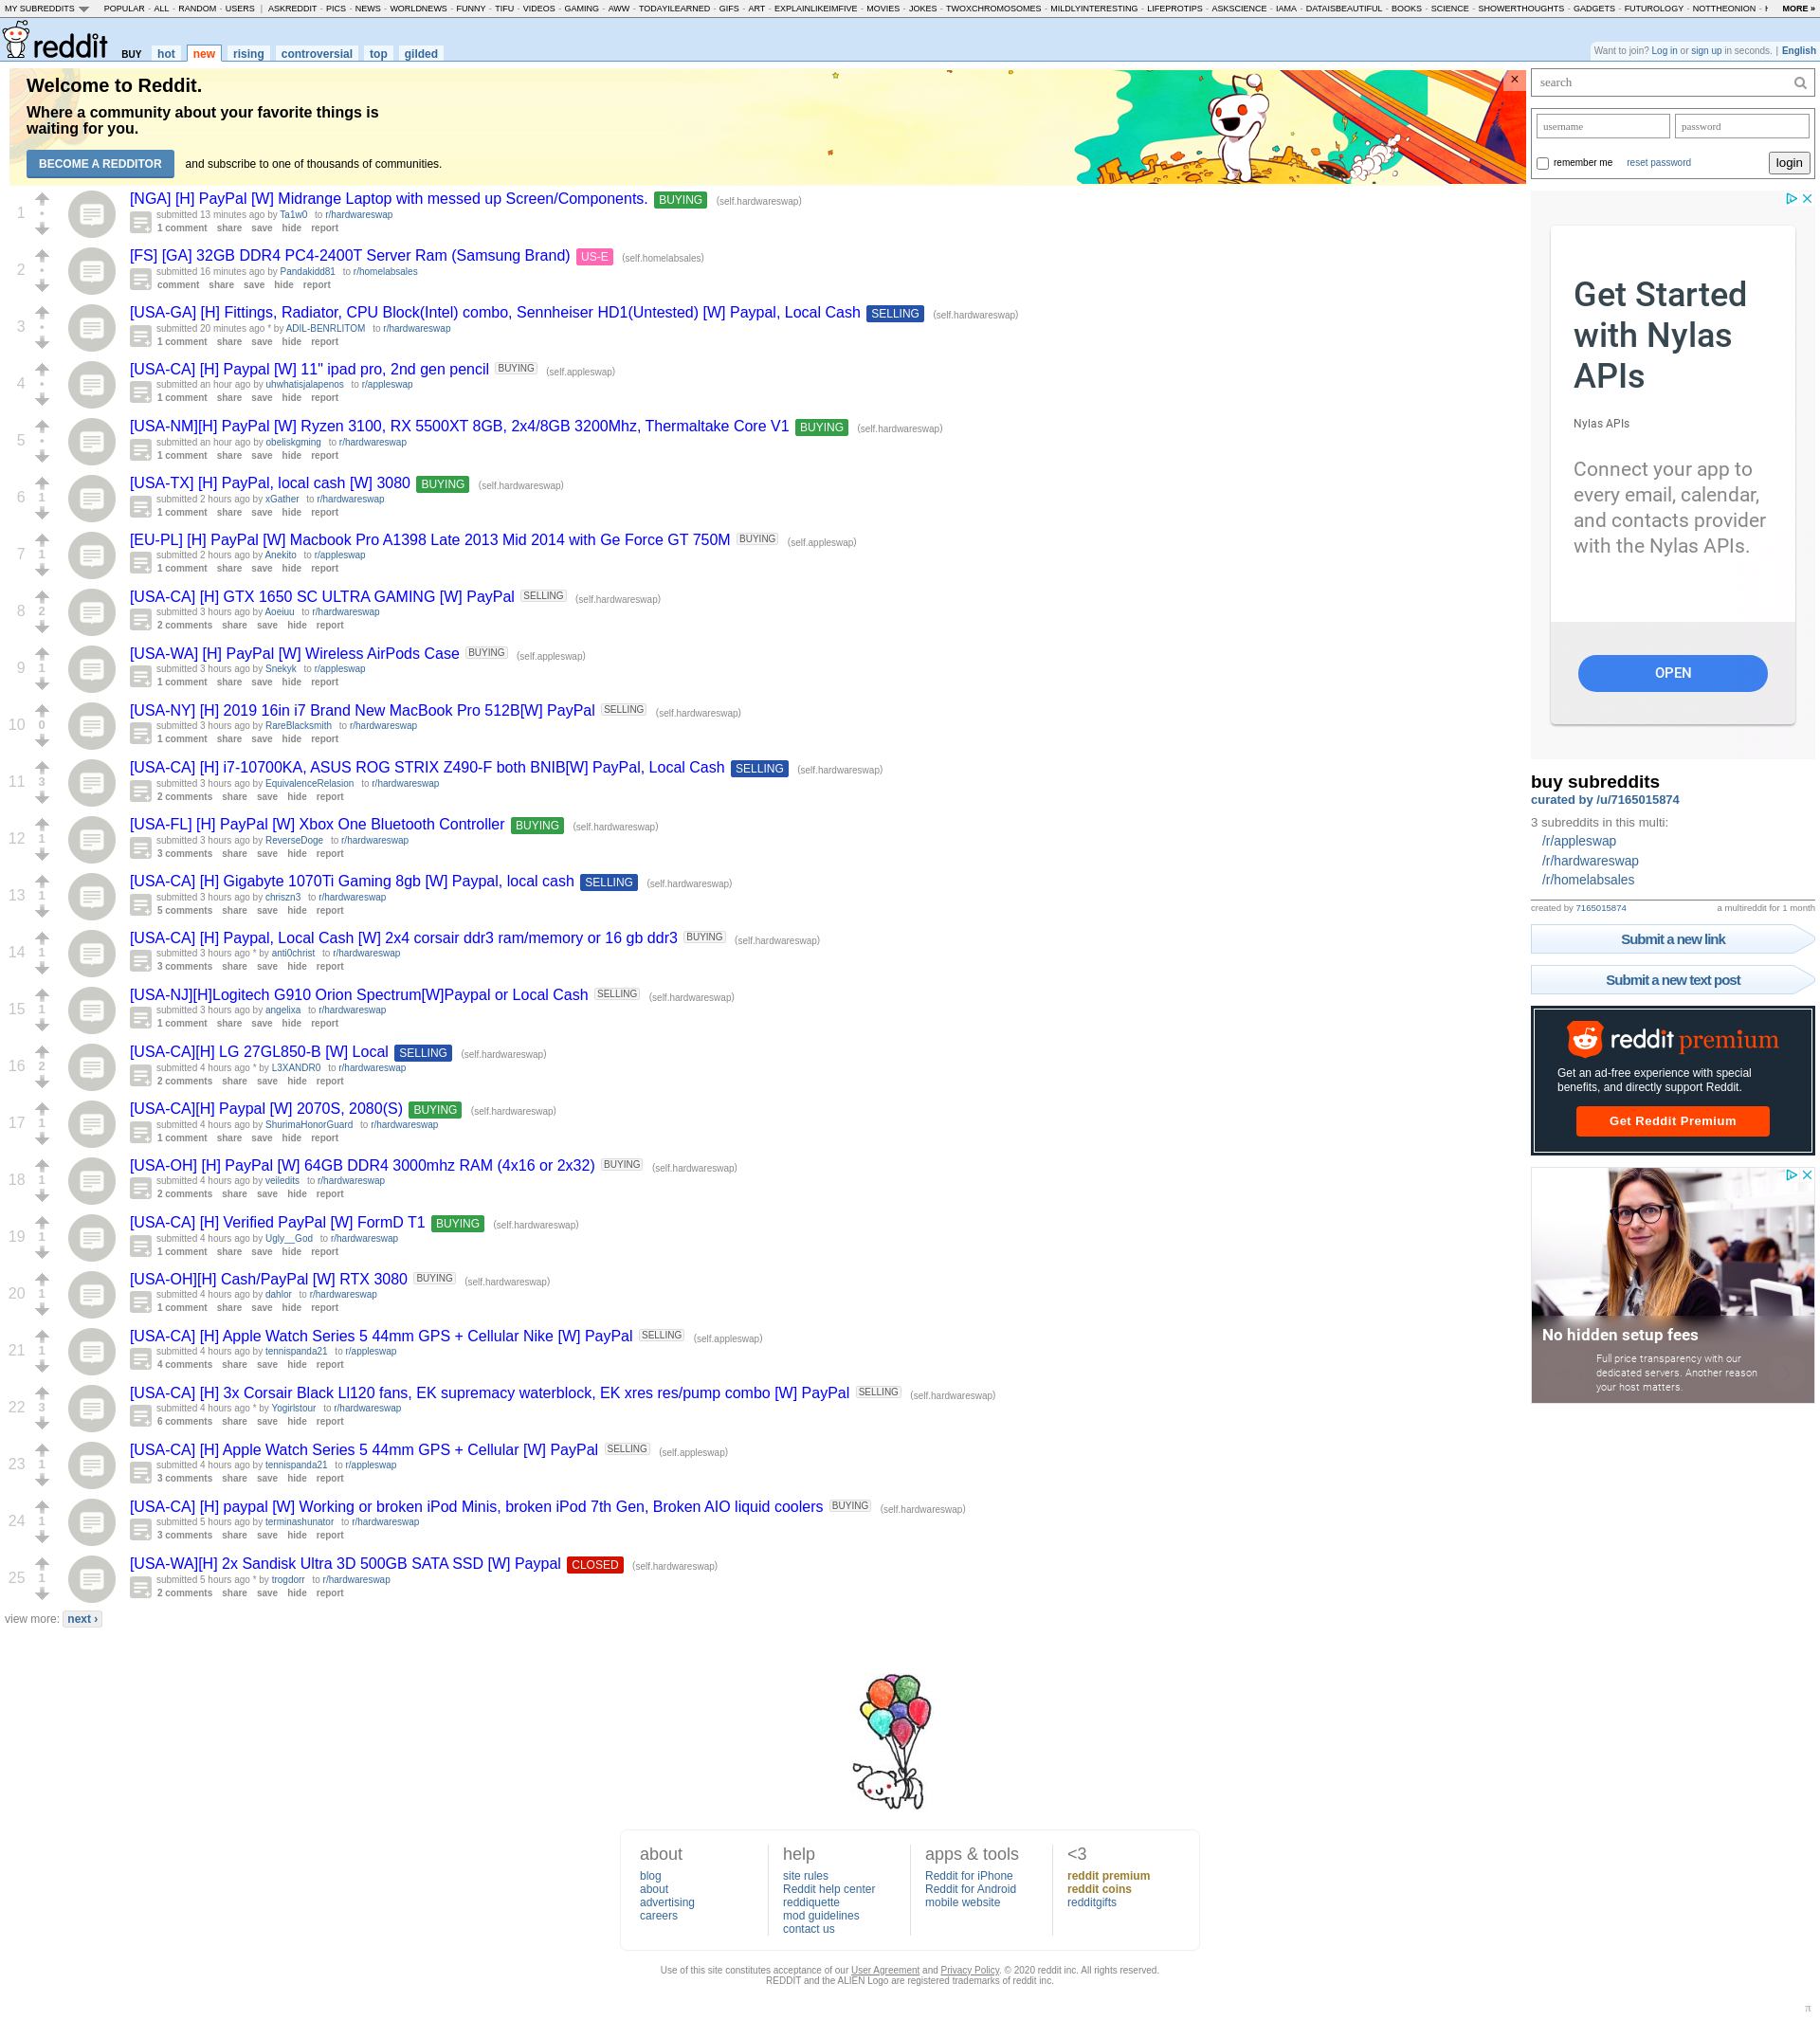 MY SUBREDDITS POPULAR - ALL - RANDOM - USERS | ASKREDDIT - PICS - NEWS - WORLDNEWS - FUNNY - TIFU - VIDEOS - GAMING - AWW - TODAYILEARNED - GIFS - ART - EXPLAINLIKEIMFIVE - MOVIES - JOKES - TWOXCHROMOSOMES - MILDLYINTERESTING - LIFEPROTIPS - ASKSCIENCE - IAMA - DATAISBEAUTIFUL - BOOKS - SCIENCE - SHOWERTHOUGHTS - GADGETS - FUTUROLOGY - NOTTHEONION - MORE »
reddit BUY hot new rising controversial top gilded
Want to join? Log in or sign up in seconds. | English
Welcome to Reddit.
Where a community about your favorite things is
waiting for you.
BECOME A REDDITOR and subscribe to one of thousands of communities.
×
1
[NGA] [H] PayPal [W] Midrange Laptop with messed up Screen/Components. BUYING (self.hardwareswap)
submitted 13 minutes ago by Ta1w0 to r/hardwareswap
1 comment share save hide report
2
[FS] [GA] 32GB DDR4 PC4-2400T Server Ram (Samsung Brand) US-E (self.homelabsales)
submitted 16 minutes ago by Pandakidd81 to r/homelabsales
comment share save hide report
3
[USA-GA] [H] Fittings, Radiator, CPU Block(Intel) combo, Sennheiser HD1(Untested) [W] Paypal, Local Cash SELLING (self.hardwareswap)
submitted 20 minutes ago * by ADIL-BENRLITOM to r/hardwareswap
1 comment share save hide report
4
[USA-CA] [H] Paypal [W] 11" ipad pro, 2nd gen pencil BUYING (self.appleswap)
submitted an hour ago by uhwhatisjalapenos to r/appleswap
1 comment share save hide report
5
[USA-NM][H] PayPal [W] Ryzen 3100, RX 5500XT 8GB, 2x4/8GB 3200Mhz, Thermaltake Core V1 BUYING (self.hardwareswap)
submitted an hour ago by obeliskgming to r/hardwareswap
1 comment share save hide report
6 1
[USA-TX] [H] PayPal, local cash [W] 3080 BUYING (self.hardwareswap)
submitted 2 hours ago by xGather to r/hardwareswap
1 comment share save hide report
7 1
[EU-PL] [H] PayPal [W] Macbook Pro A1398 Late 2013 Mid 2014 with Ge Force GT 750M BUYING (self.appleswap)
submitted 2 hours ago by Anekito to r/appleswap
1 comment share save hide report
8 2
[USA-CA] [H] GTX 1650 SC ULTRA GAMING [W] PayPal SELLING (self.hardwareswap)
submitted 3 hours ago by Aoeiuu to r/hardwareswap
2 comments share save hide report
9 1
[USA-WA] [H] PayPal [W] Wireless AirPods Case BUYING (self.appleswap)
submitted 3 hours ago by Snekyk to r/appleswap
1 comment share save hide report
10 0
[USA-NY] [H] 2019 16in i7 Brand New MacBook Pro 512B[W] PayPal SELLING (self.hardwareswap)
submitted 3 hours ago by RareBlacksmith to r/hardwareswap
1 comment share save hide report
11 3
[USA-CA] [H] i7-10700KA, ASUS ROG STRIX Z490-F both BNIB[W] PayPal, Local Cash SELLING (self.hardwareswap)
submitted 3 hours ago by EquivalenceRelasion to r/hardwareswap
2 comments share save hide report
12 1
[USA-FL] [H] PayPal [W] Xbox One Bluetooth Controller BUYING (self.hardwareswap)
submitted 3 hours ago by ReverseDoge to r/hardwareswap
3 comments share save hide report
13 1
[USA-CA] [H] Gigabyte 1070Ti Gaming 8gb [W] Paypal, local cash SELLING (self.hardwareswap)
submitted 3 hours ago by chriszn3 to r/hardwareswap
5 comments share save hide report
14 1
[USA-CA] [H] Paypal, Local Cash [W] 2x4 corsair ddr3 ram/memory or 16 gb ddr3 BUYING (self.hardwareswap)
submitted 3 hours ago * by anti0christ to r/hardwareswap
3 comments share save hide report
15 1
[USA-NJ][H]Logitech G910 Orion Spectrum[W]Paypal or Local Cash SELLING (self.hardwareswap)
submitted 3 hours ago by angelixa to r/hardwareswap
1 comment share save hide report
16 2
[USA-CA][H] LG 27GL850-B [W] Local SELLING (self.hardwareswap)
submitted 4 hours ago * by L3XANDR0 to r/hardwareswap
2 comments share save hide report
17 1
[USA-CA][H] Paypal [W] 2070S, 2080(S) BUYING (self.hardwareswap)
submitted 4 hours ago by ShurimaHonorGuard to r/hardwareswap
1 comment share save hide report
18 1
[USA-OH] [H] PayPal [W] 64GB DDR4 3000mhz RAM (4x16 or 2x32) BUYING (self.hardwareswap)
submitted 4 hours ago by veiledits to r/hardwareswap
2 comments share save hide report
19 1
[USA-CA] [H] Verified PayPal [W] FormD T1 BUYING (self.hardwareswap)
submitted 4 hours ago by Ugly__God to r/hardwareswap
1 comment share save hide report
20 1
[USA-OH][H] Cash/PayPal [W] RTX 3080 BUYING (self.hardwareswap)
submitted 4 hours ago by dahlor to r/hardwareswap
1 comment share save hide report
21 1
[USA-CA] [H] Apple Watch Series 5 44mm GPS + Cellular Nike [W] PayPal SELLING (self.appleswap)
submitted 4 hours ago by tennispanda21 to r/appleswap
4 comments share save hide report
22 3
[USA-CA] [H] 3x Corsair Black Ll120 fans, EK supremacy waterblock, EK xres res/pump combo [W] PayPal SELLING (self.hardwareswap)
submitted 4 hours ago * by Yogirlstour to r/hardwareswap
6 comments share save hide report
23 1
[USA-CA] [H] Apple Watch Series 5 44mm GPS + Cellular [W] PayPal SELLING (self.appleswap)
submitted 4 hours ago by tennispanda21 to r/appleswap
3 comments share save hide report
24 1
[USA-CA] [H] paypal [W] Working or broken iPod Minis, broken iPod 7th Gen, Broken AIO liquid coolers BUYING (self.hardwareswap)
submitted 5 hours ago by terminashunator to r/hardwareswap
3 comments share save hide report
25 1
[USA-WA][H] 2x Sandisk Ultra 3D 500GB SATA SSD [W] Paypal CLOSED (self.hardwareswap)
submitted 5 hours ago * by trogdorr to r/hardwareswap
2 comments share save hide report
view more: next ›
search
username password
remember me reset password login
Get Started
with Nylas
APIs
Nylas APIs
Connect your app to
every email, calendar,
and contacts provider
with the Nylas APIs.
OPEN
buy subreddits
curated by /u/7165015874
3 subreddits in this multi:
/r/appleswap
/r/hardwareswap
/r/homelabsales
created by 7165015874 a multireddit for 1 month
Submit a new link
Submit a new text post
reddit premium
Get an ad-free experience with special
benefits, and directly support Reddit.
Get Reddit Premium
No hidden setup fees
Full price transparency with our
dedicated servers. Another reason
your host matters.
about
blog
about
advertising
careers
help
site rules
Reddit help center
reddiquette
mod guidelines
contact us
apps & tools
Reddit for iPhone
Reddit for Android
mobile website
<3
reddit premium
reddit coins
redditgifts
Use of this site constitutes acceptance of our User Agreement and Privacy Policy. © 2020 reddit inc. All rights reserved.
REDDIT and the ALIEN Logo are registered trademarks of reddit inc.
π